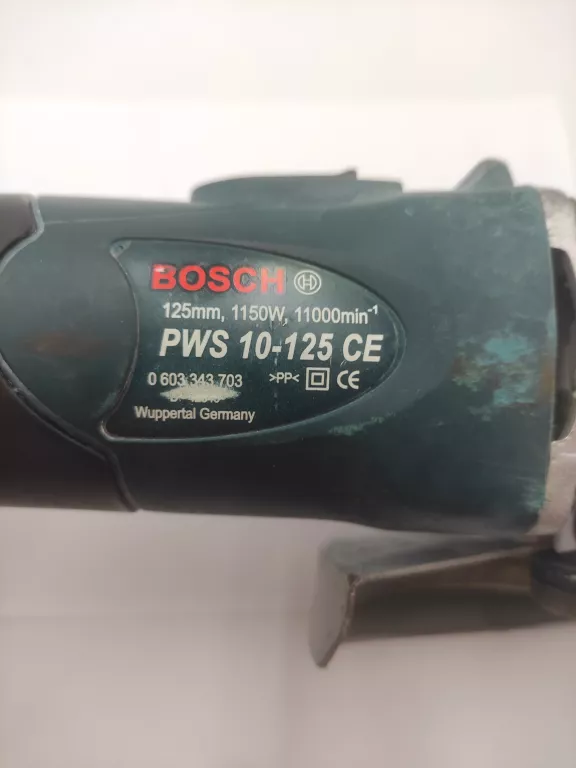 BOSCH
125mm, 1150W, 11000min⁻¹
PWS 10-125 CE
0 603 343 703 >PP< CE
Wuppertal Germany